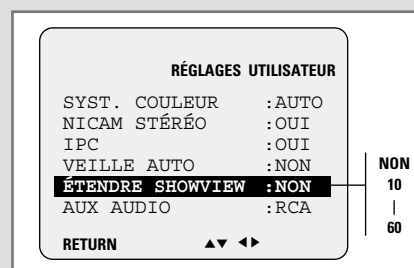 RÉGLAGES UTILISATEUR
SYST. COULEUR :AUTO
NICAM STÉRÉO :OUI
IPC :OUI
VEILLE AUTO :NON
ÉTENDRE SHOWVIEW :NON
AUX AUDIO :RCA
RETURN ▲▼ ◄►
NON
10
|
60